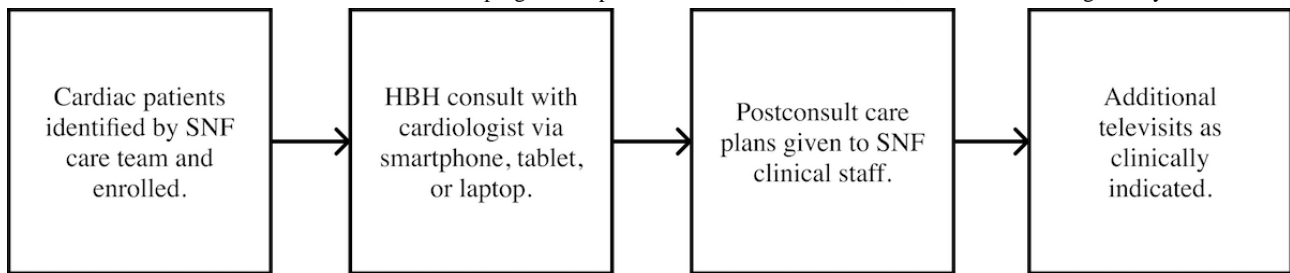 Cardiac patients
identified by SNF
care team and
enrolled.
HBH consult with
cardiologist via
smartphone, tablet,
or laptop.
Postconsult care
plans given to SNF
clinical staff.
Additional
televisits as
clinically
indicated.